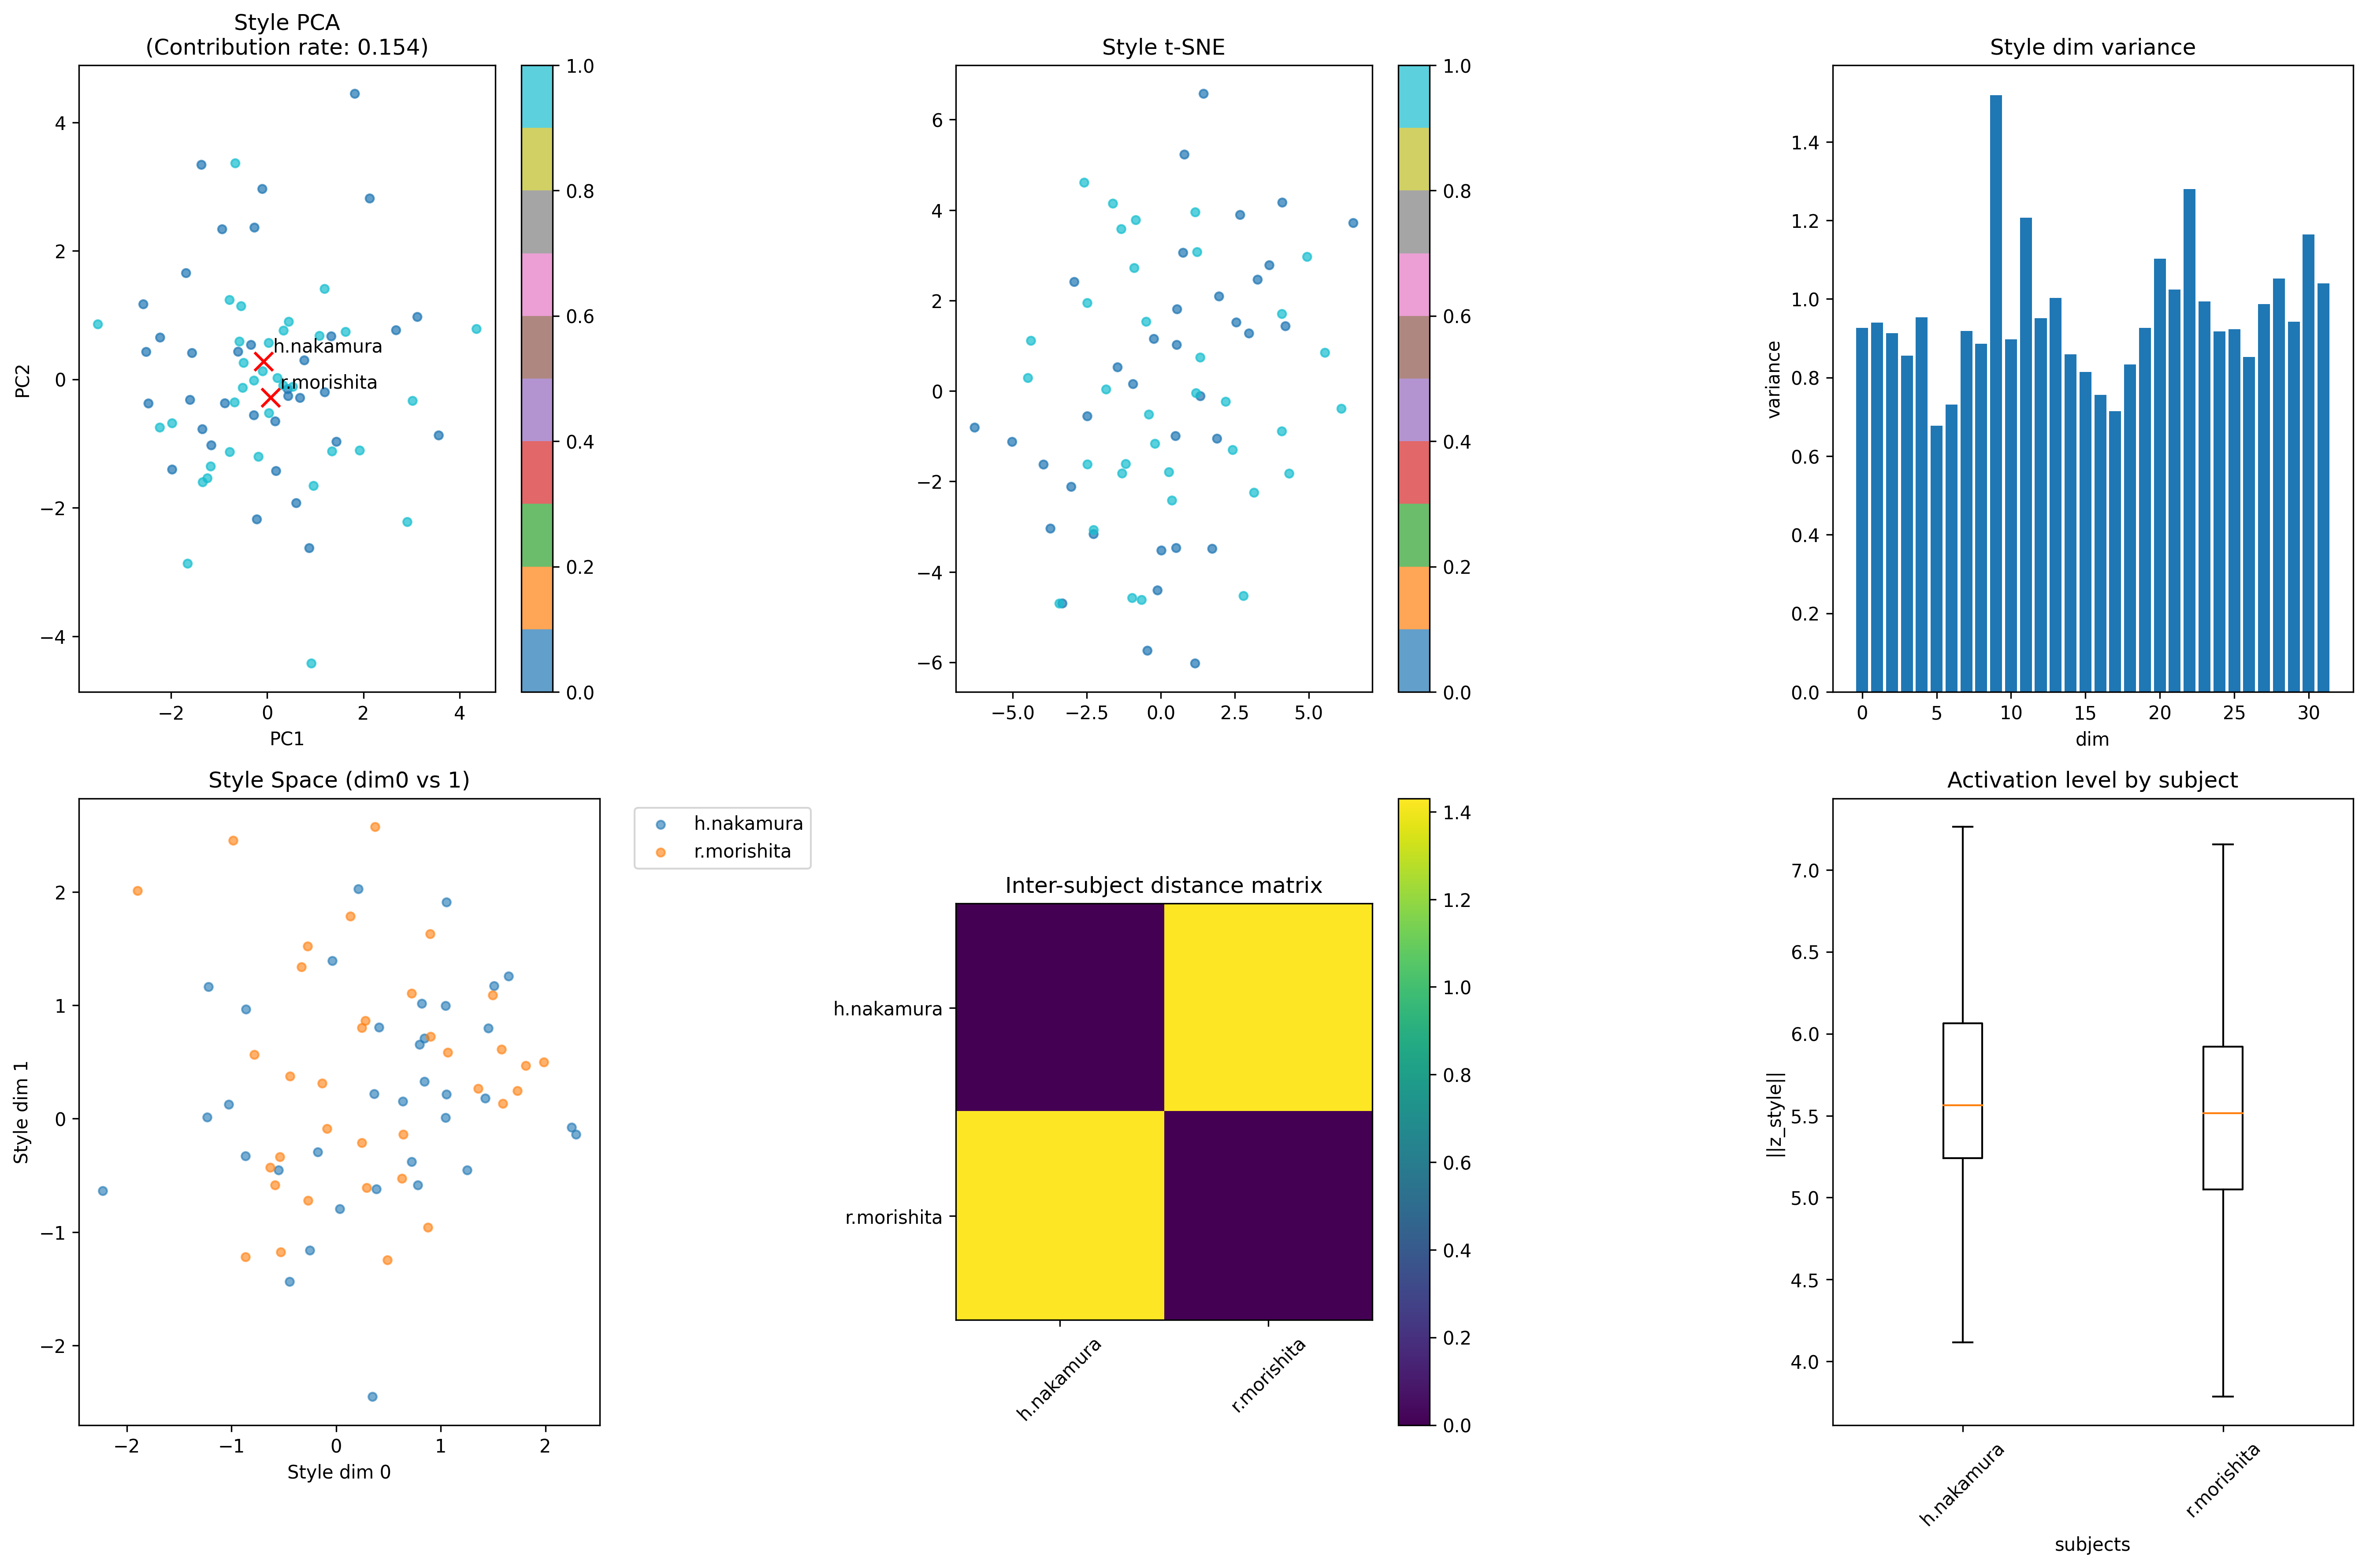 Style PCA
(Contribution rate: 0.154)
4
2
0
−2
−4
PC2
h.nakamura
r.morishita
−2 0 2 4
PC1
1.0
0.8
0.6
0.4
0.2
0.0
Style t-SNE
6
4
2
0
−2
−4
−6
−5.0 −2.5 0.0 2.5 5.0
1.0
0.8
0.6
0.4
0.2
0.0
Style dim variance
1.4
1.2
1.0
0.8
0.6
0.4
0.2
0.0
variance
0 5 10 15 20 25 30
dim
Style Space (dim0 vs 1)
2
1
0
−1
−2
Style dim 1
−2 −1 0 1 2
Style dim 0
h.nakamura
r.morishita
Inter-subject distance matrix
h.nakamura
r.morishita
h.nakamura
r.morishita
1.4
1.2
1.0
0.8
0.6
0.4
0.2
0.0
Activation level by subject
7.0
6.5
6.0
5.5
5.0
4.5
4.0
||z_style||
h.nakamura
r.morishita
subjects